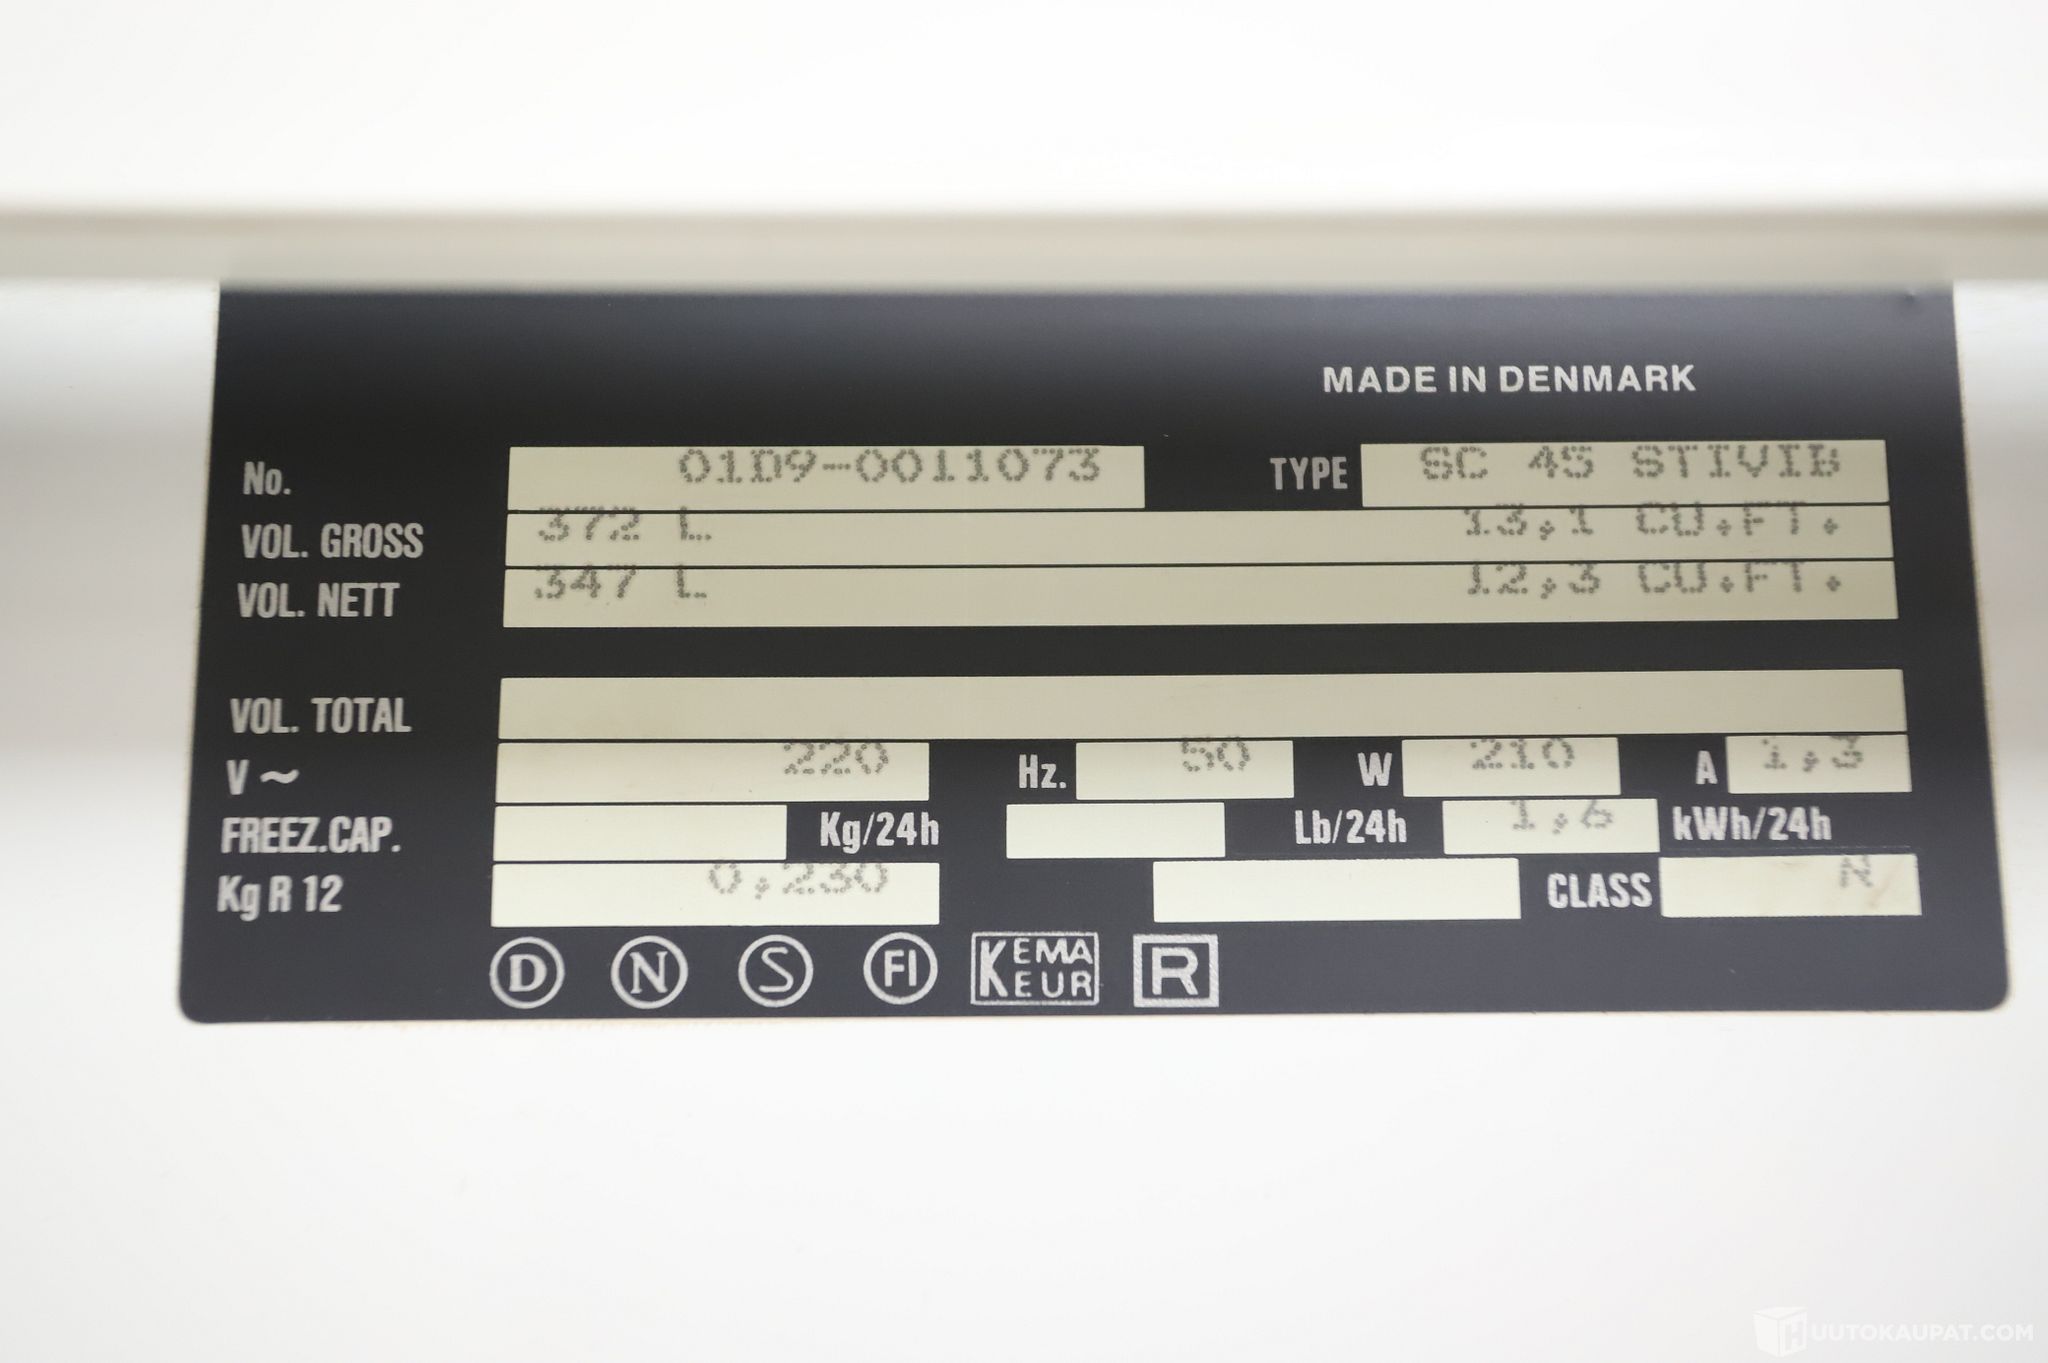 MADE IN DENMARK
No. 01D9-0011073 TYPE SC 45 STIVIB
VOL. GROSS 372 L 13,1 CU.FT.
VOL. NETT 347 L 12,3 CU.FT.
VOL. TOTAL
V ~ 220 Hz. 50 W 210 A 1,3
FREEZ.CAP. Kg/24h Lb/24h 1,6 kWh/24h
Kg R 12 0,230 CLASS N
D N S FI KEMA KEUR R
HUUTOKAUPAT.COM